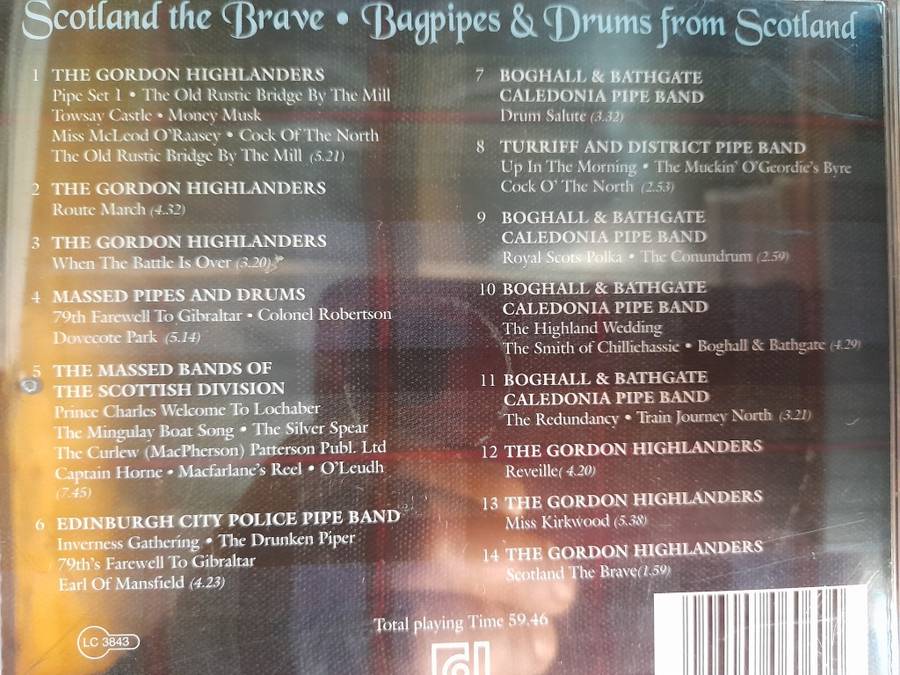 Scotland the Brave • Bagpipes & Drums from Scotland
1 THE GORDON HIGHLANDERS
Pipe Set 1 • The Old Rustic Bridge By The Mill
Towsay Castle • Money Musk
Miss McLeod O'Raasey • Cock Of The North
The Old Rustic Bridge By The Mill (5.21)
2 THE GORDON HIGHLANDERS
Route March (4.32)
3 THE GORDON HIGHLANDERS
When The Battle Is Over (3.20)
4 MASSED PIPES AND DRUMS
79th Farewell To Gibraltar • Colonel Robertson
Dovecote Park (5.14)
5 THE MASSED BANDS OF
THE SCOTTISH DIVISION
Prince Charles Welcome To Lochaber
The Mingulay Boat Song • The Silver Spear
The Curlew (MacPherson) Patterson Publ. Ltd
Captain Horne • Macfarlane's Reel • O'Leudh
(7.45)
6 EDINBURGH CITY POLICE PIPE BAND
Inverness Gathering • The Drunken Piper
79th's Farewell To Gibraltar
Earl Of Mansfield (4.23)
7 BOGHALL & BATHGATE
CALEDONIA PIPE BAND
Drum Salute (3.32)
8 TURRIFF AND DISTRICT PIPE BAND
Up In The Morning • The Muckin' O'Geordie's Byre
Cock O' The North (2.53)
9 BOGHALL & BATHGATE
CALEDONIA PIPE BAND
Royal Scots Polka • The Conundrum (2.59)
10 BOGHALL & BATHGATE
CALEDONIA PIPE BAND
The Highland Wedding
The Smith of Chilliehassie • Boghall & Bathgate (4.29)
11 BOGHALL & BATHGATE
CALEDONIA PIPE BAND
The Redundancy • Train Journey North (3.21)
12 THE GORDON HIGHLANDERS
Reveille( 4.20)
13 THE GORDON HIGHLANDERS
Miss Kirkwood (5.38)
14 THE GORDON HIGHLANDERS
Scotland The Brave(1.59)
Total playing Time 59.46
LC 3843